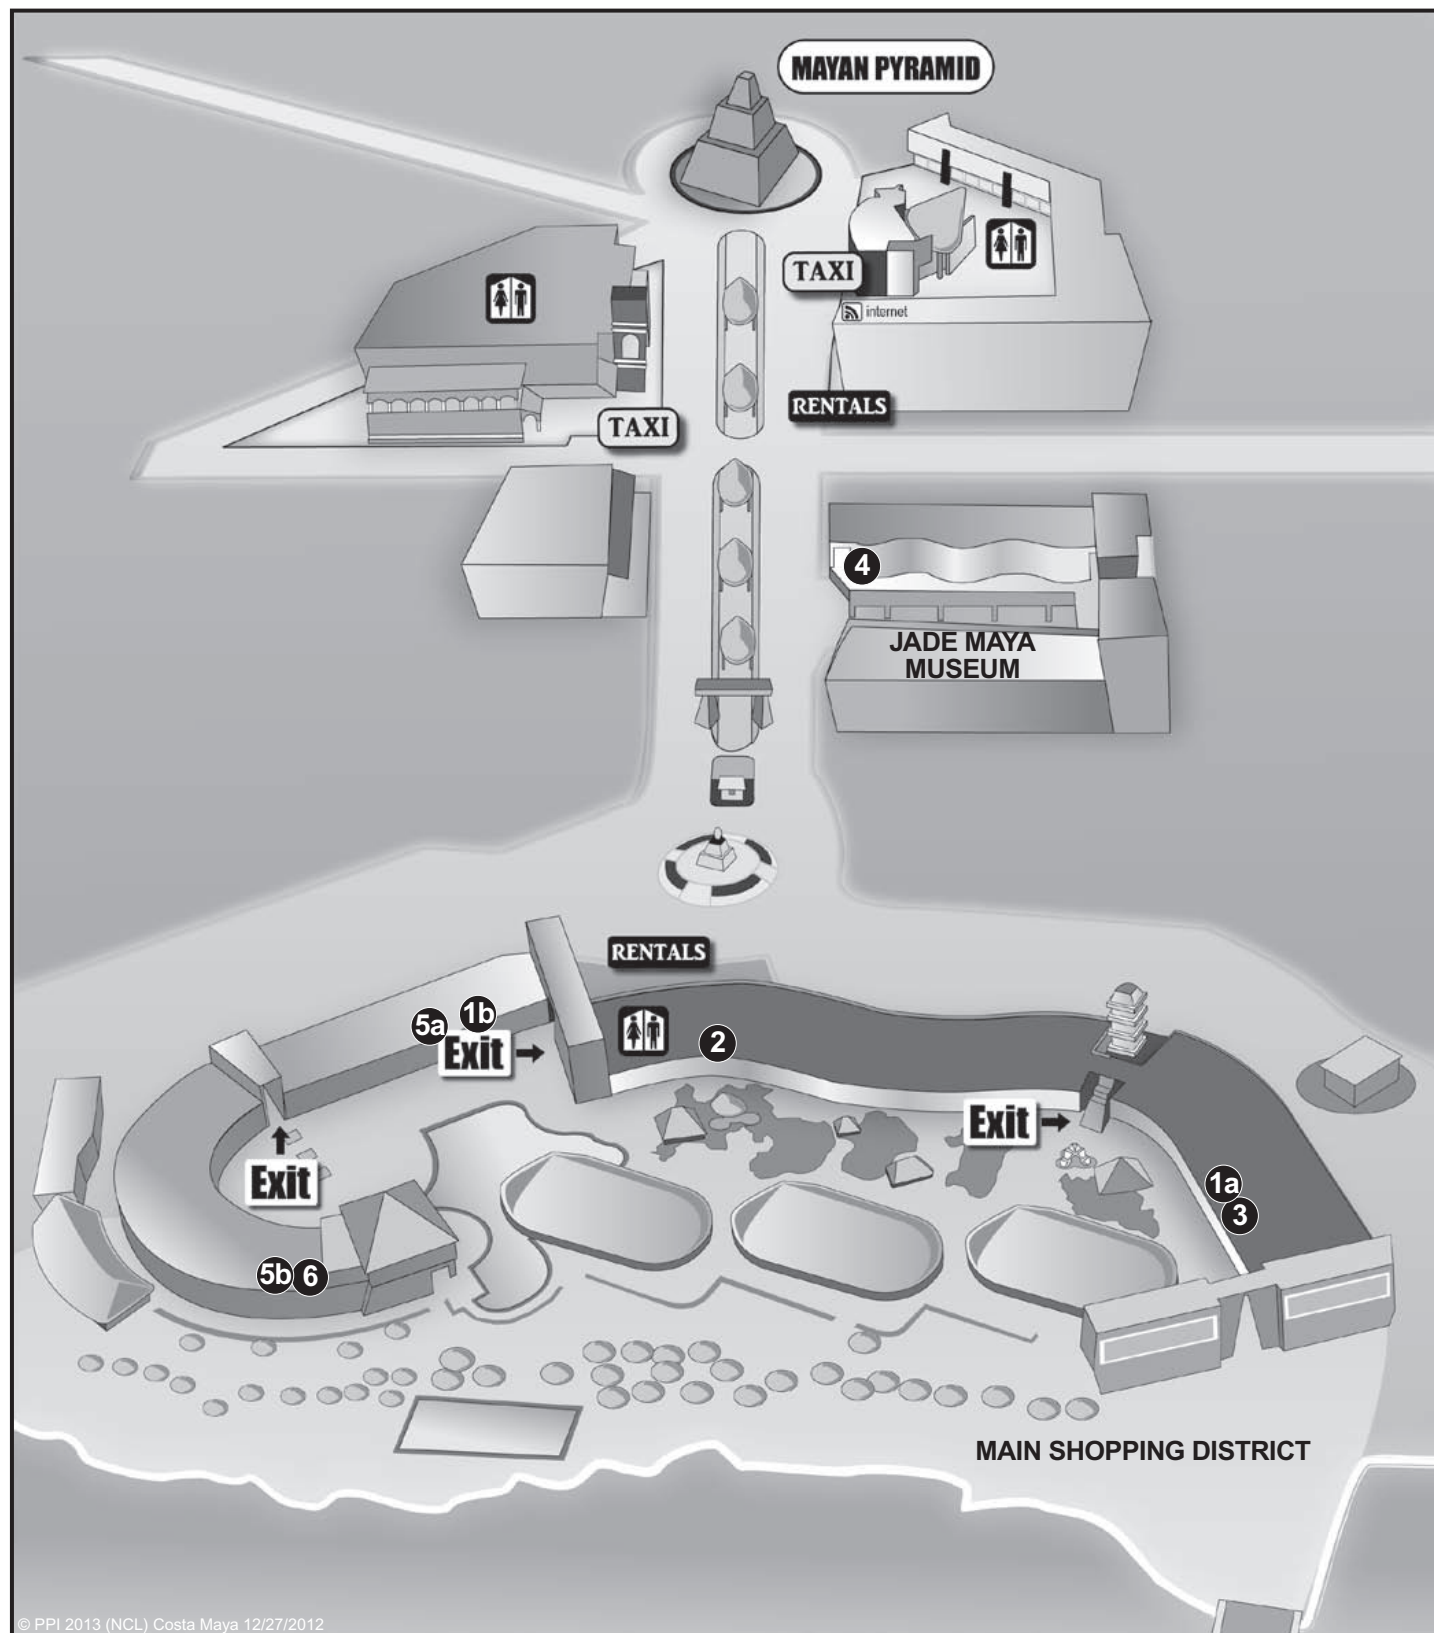 MAYAN PYRAMID
TAXI
internet
RENTALS
TAXI
4
JADE MAYA
MUSEUM
RENTALS
5a
1b
Exit
2
Exit
Exit
1a
3
5b
6
MAIN SHOPPING DISTRICT
© PPI 2013 (NCL) Costa Maya 12/27/2012